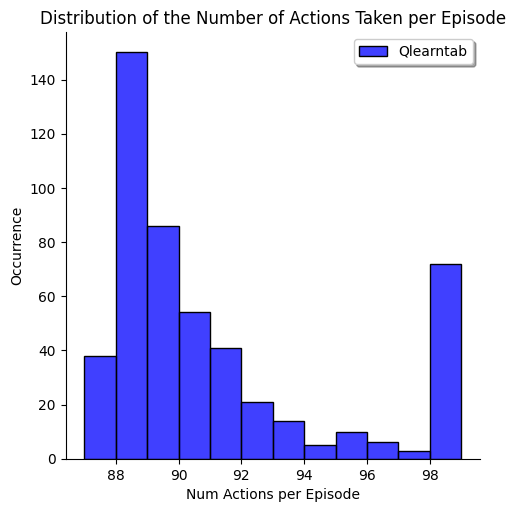 Distribution of the Number of Actions Taken per Episode
Qlearntab
140
120
100
80
60
40
20
0
Occurrence
88 90 92 94 96 98
Num Actions per Episode